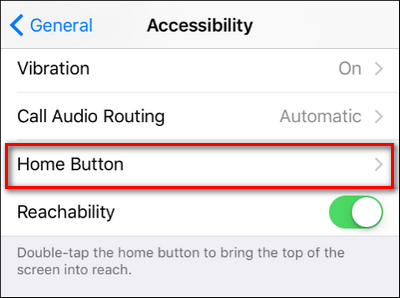 General Accessibility
Vibration On
Call Audio Routing Automatic
Home Button
Reachability
Double-tap the home button to bring the top of the
screen into reach.